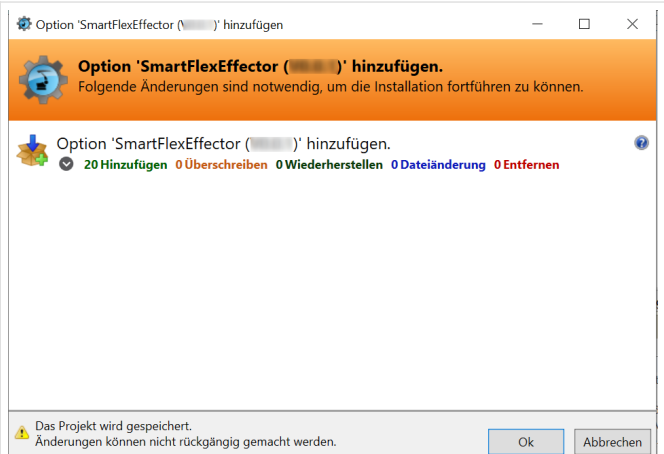 Option 'SmartFlexEffector ( )' hinzufügen
Option 'SmartFlexEffector ( )' hinzufügen.
Folgende Änderungen sind notwendig, um die Installation fortführen zu können.
Option 'SmartFlexEffector ( )' hinzufügen.
20 Hinzufügen 0 Überschreiben 0 Wiederherstellen 0 Dateiänderung 0 Entfernen
Das Projekt wird gespeichert.
Änderungen können nicht rückgängig gemacht werden.
Ok Abbrechen